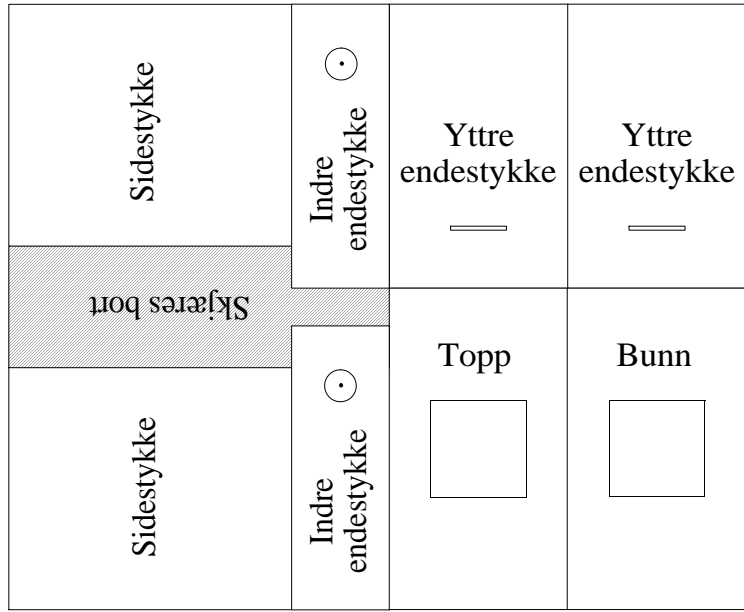 Sidestykke
Indre
endestykke
Yttre
endestykke
Yttre
endestykke
Skjæres bort
Sidestykke
Indre
endestykke
Topp
Bunn